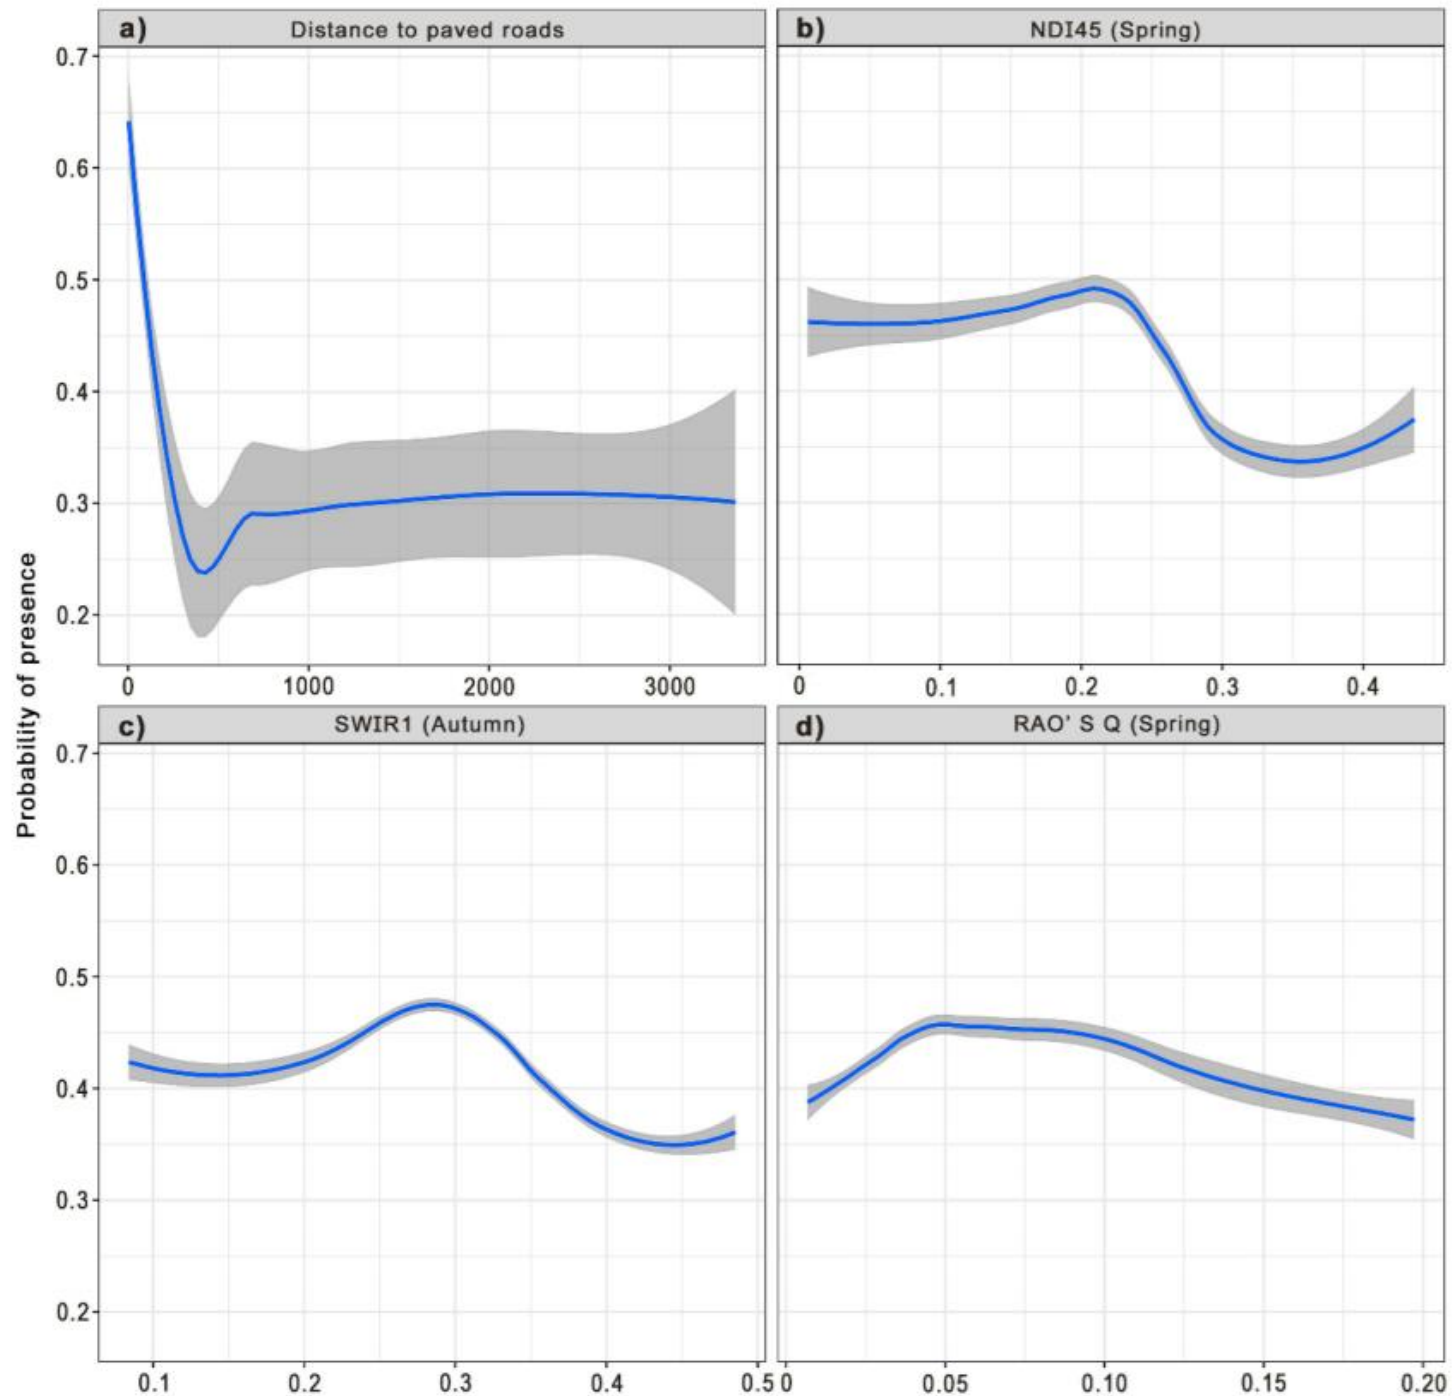 a) Distance to paved roads
b) NDI45 (Spring)
0.7
0.6
0.5
0.4
0.3
0.2
0 1000 2000 3000
0 0.1 0.2 0.3 0.4
Probability of presence
c) SWIR1 (Autumn)
d) RAO' S Q (Spring)
0.7
0.6
0.5
0.4
0.3
0.2
0.1 0.2 0.3 0.4 0.5
0 0.05 0.10 0.15 0.20